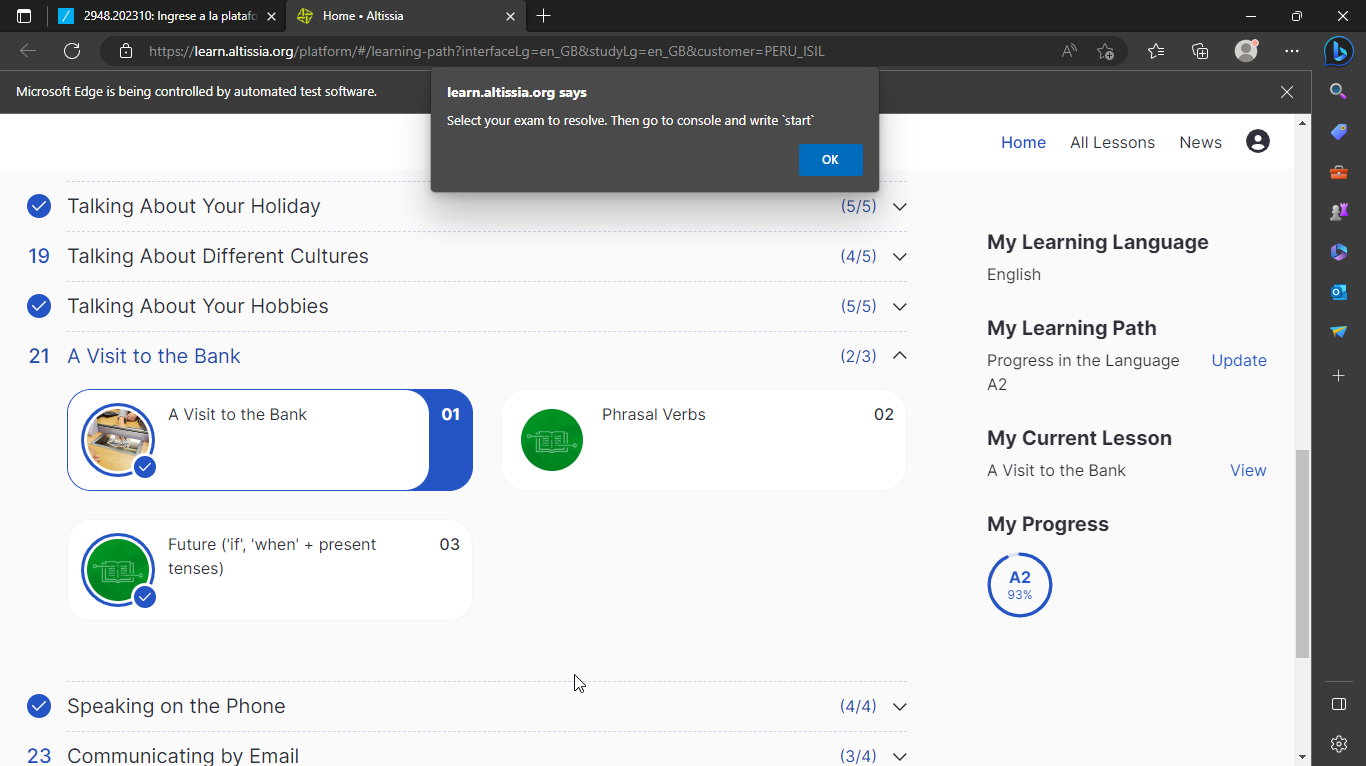 2948.202310: Ingrese a la platafo
Home • Altissia
https://learn.altissia.org/platform/#/learning-path?interfaceLg=en_GB&studyLg=en_GB&customer=PERU_ISIL
Microsoft Edge is being controlled by automated test software.
learn.altissia.org says
Select your exam to resolve. Then go to console and write `start`
OK
Home All Lessons News
Talking About Your Holiday (5/5)
19 Talking About Different Cultures (4/5)
Talking About Your Hobbies (5/5)
21 A Visit to the Bank (2/3)
A Visit to the Bank 01
Phrasal Verbs 02
Future ('if', 'when' + present 03
tenses)
Speaking on the Phone (4/4)
23 Communicating by Email (3/4)
My Learning Language
English
My Learning Path
Progress in the Language Update
A2
My Current Lesson
A Visit to the Bank View
My Progress
A2
93%